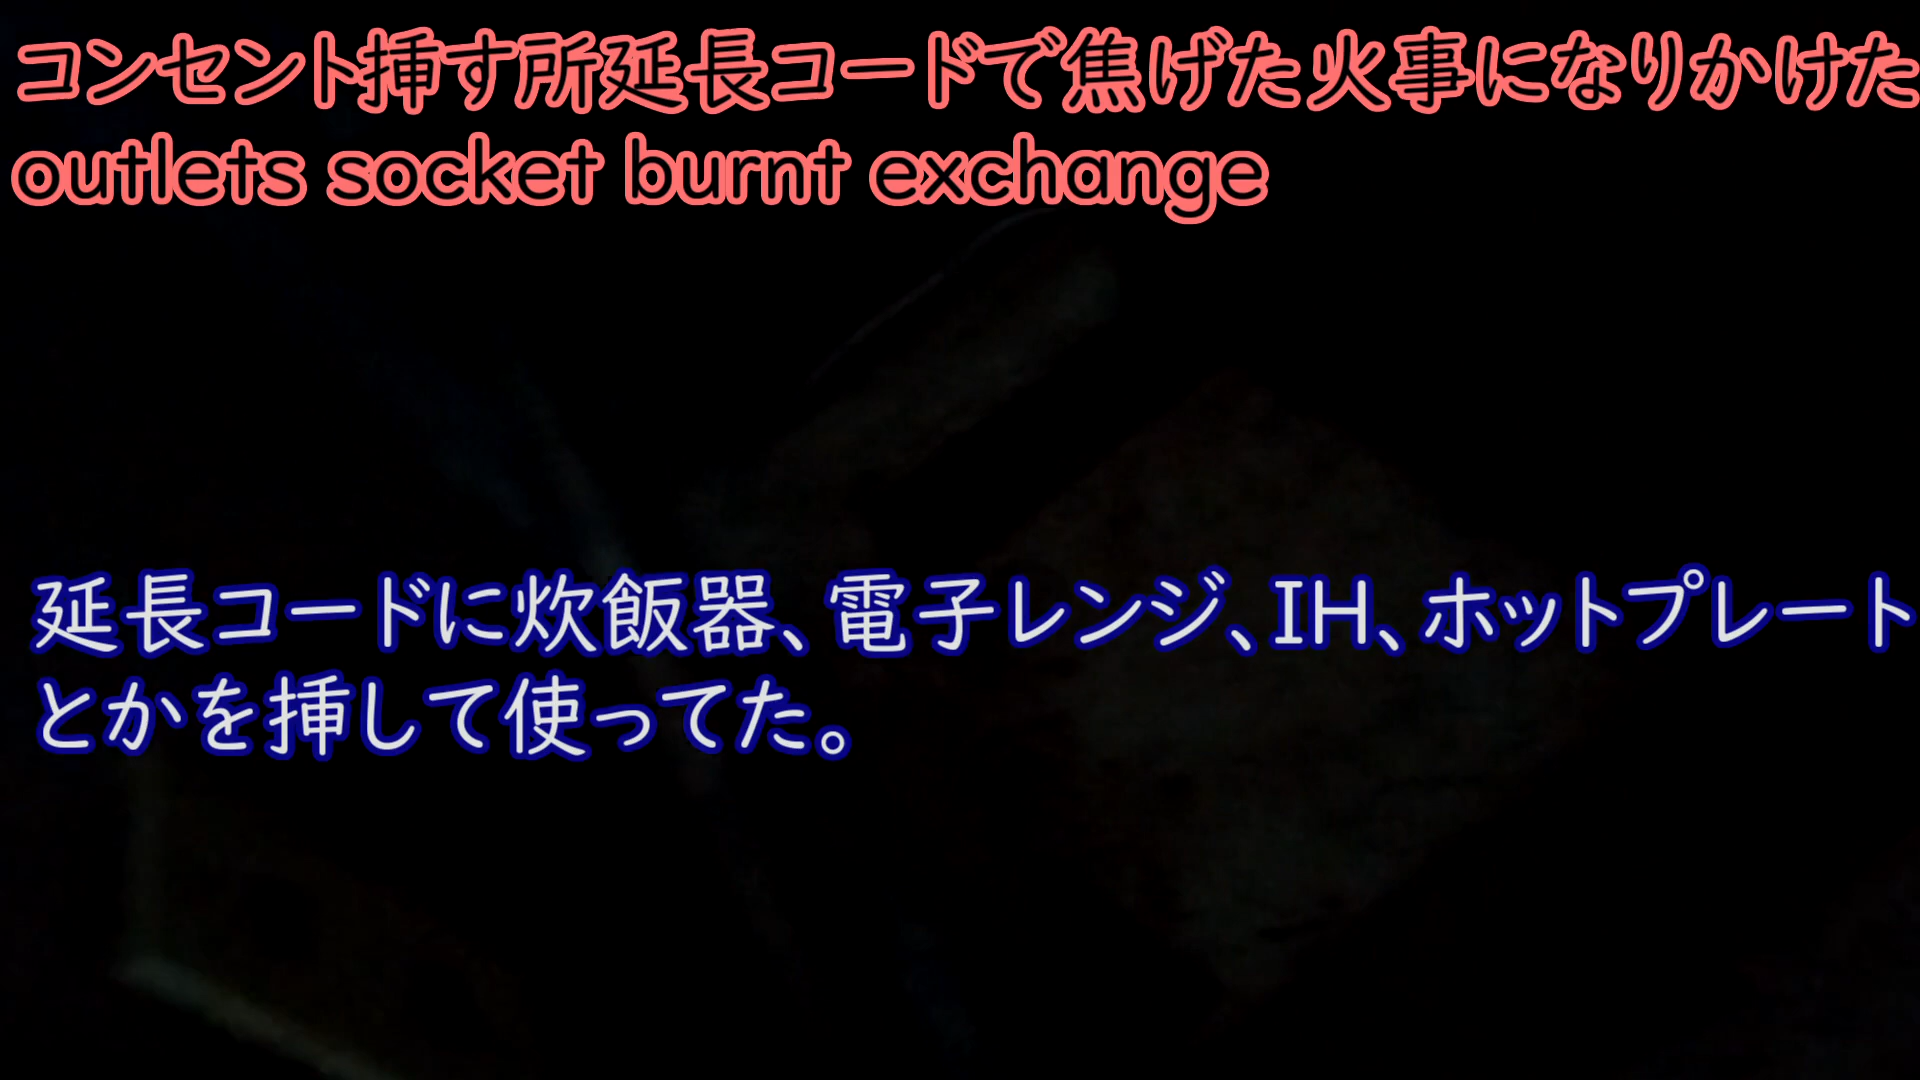 コンセント挿す所延長コードで焦げた火事になりかけた
outlets socket burnt exchange
延長コードに炊飯器、電子レンジ、IH、ホットプレート
とかを挿して使ってた。